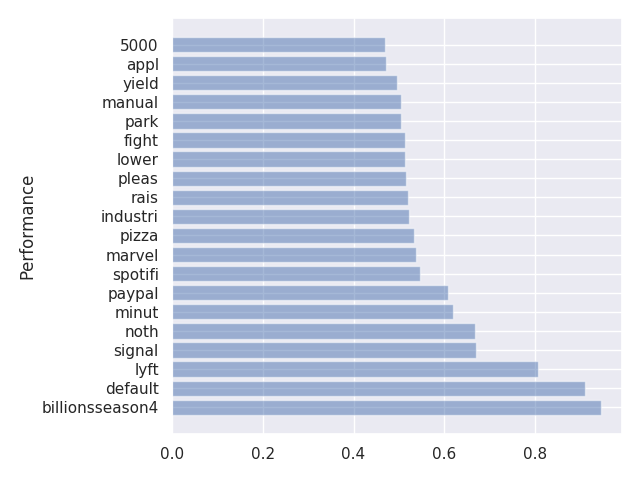 5000
appl
yield
manual
park
fight
lower
pleas
rais
industri
pizza
marvel
spotifi
paypal
minut
noth
signal
lyft
default
billionsseason4
Performance
0.0 0.2 0.4 0.6 0.8